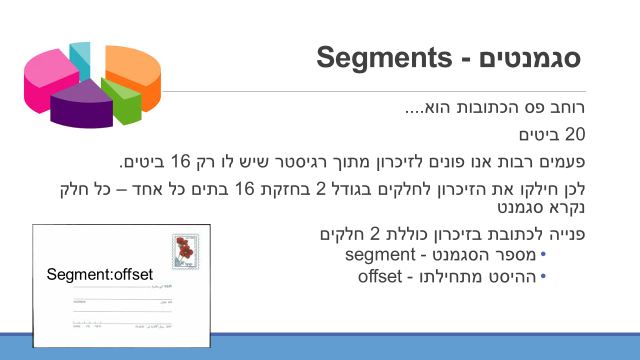 סגמנטים - Segments
רוחב פס הכתובות הוא....
20 ביטים
פעמים רבות אנו פונים לזיכרון מתוך רגיסטר שיש לו רק 16 ביטים.
לכן חילקו את הזיכרון לחלקים בגודל 2 בחזקת 16 בתים כל אחד – כל חלק
נקרא סגמנט
פנייה לכתובת בזיכרון כוללת 2 חלקים
• מספר הסגמנט - segment
• ההיסט מתחילתו - offset
Segment:offset